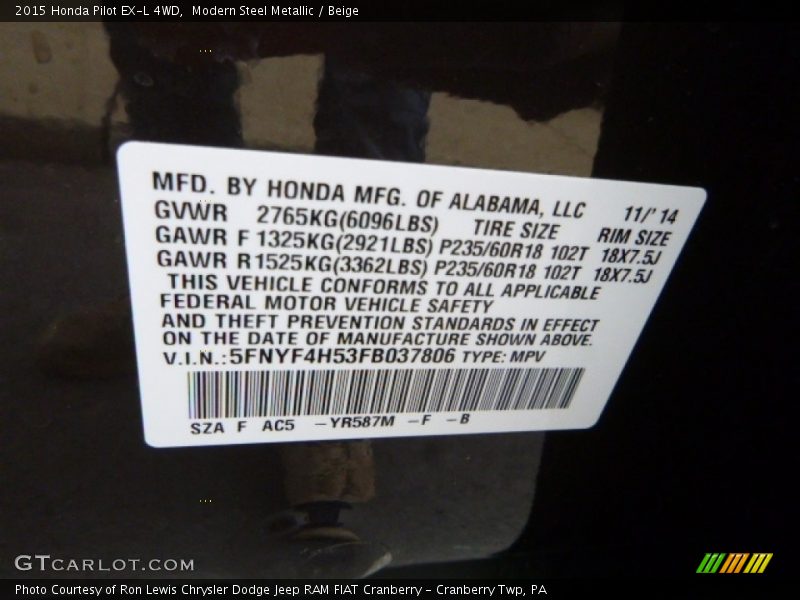 2015 Honda Pilot EX-L 4WD, Modern Steel Metallic / Beige
MFD. BY HONDA MFG. OF ALABAMA, LLC 11/'14
GVWR 2765KG(6096LBS) TIRE SIZE RIM SIZE
GAWR F 1325KG(2921LBS) P235/60R18 102T 18X7.5J
GAWR R 1525KG(3362LBS) P235/60R18 102T 18X7.5J
THIS VEHICLE CONFORMS TO ALL APPLICABLE
FEDERAL MOTOR VEHICLE SAFETY
AND THEFT PREVENTION STANDARDS IN EFFECT
ON THE DATE OF MANUFACTURE SHOWN ABOVE.
V.I.N.:5FNYF4H53FB037806 TYPE: MPV
SZA F AC5 -YR587M -F -B
GTCARLOT.COM
Photo Courtesy of Ron Lewis Chrysler Dodge Jeep RAM FIAT Cranberry - Cranberry Twp, PA